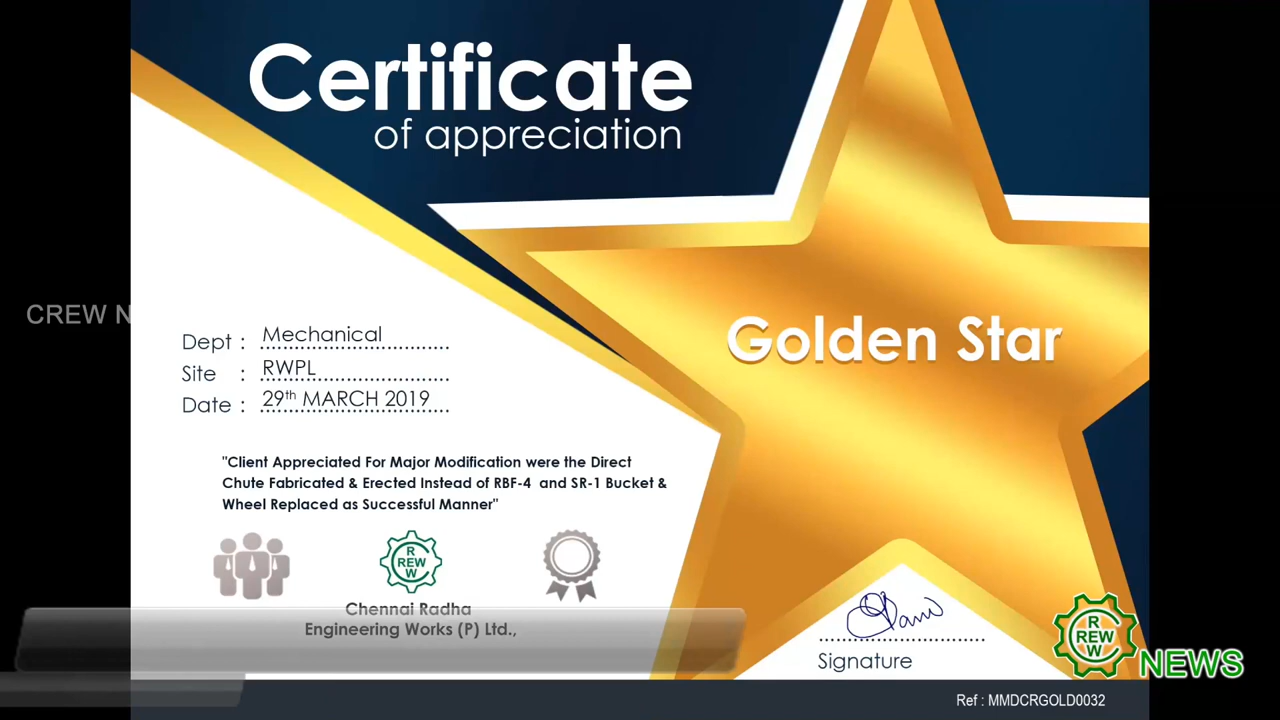 Certificate
of appreciation
Golden Star
CREW N
Dept : Mechanical
Site : RWPL
Date : 29th MARCH 2019
"Client Appreciated For Major Modification were the Direct
Chute Fabricated & Erected Instead of RBF-4 and SR-1 Bucket &
Wheel Replaced as Successful Manner"
R
REW
W
Chennai Radha
Engineering Works (P) Ltd.,
Signature
R
REW
W
NEWS
Ref : MMDCRGOLD0032